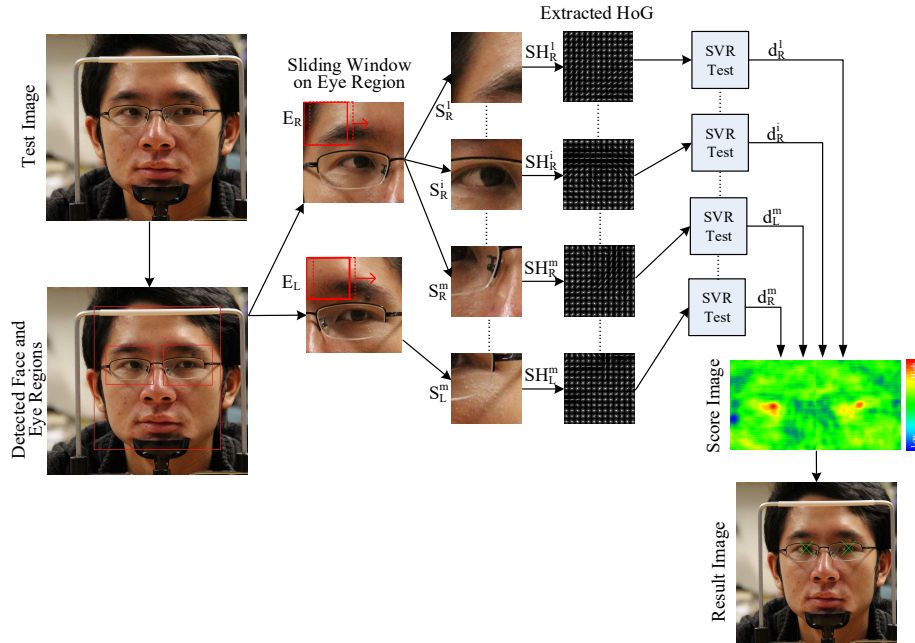 Extracted HoG
Test Image
Sliding Window
on Eye Region
E_R
S_R^1
SH_R^1
SVR
Test
d_R^1
S_R^i
SH_R^i
SVR
Test
d_R^i
Detected Face and
Eye Regions
E_L
S_R^m
SH_R^m
SVR
Test
d_L^m
S_L^m
SH_L^m
SVR
Test
d_R^m
Score Image
Result Image